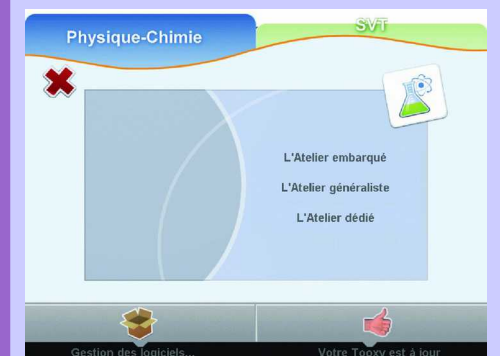 Physique-Chimie
SVT
L'Atelier embarqué
L'Atelier généraliste
L'Atelier dédié
Gestion des logiciels...
Votre Tooxy est à jour